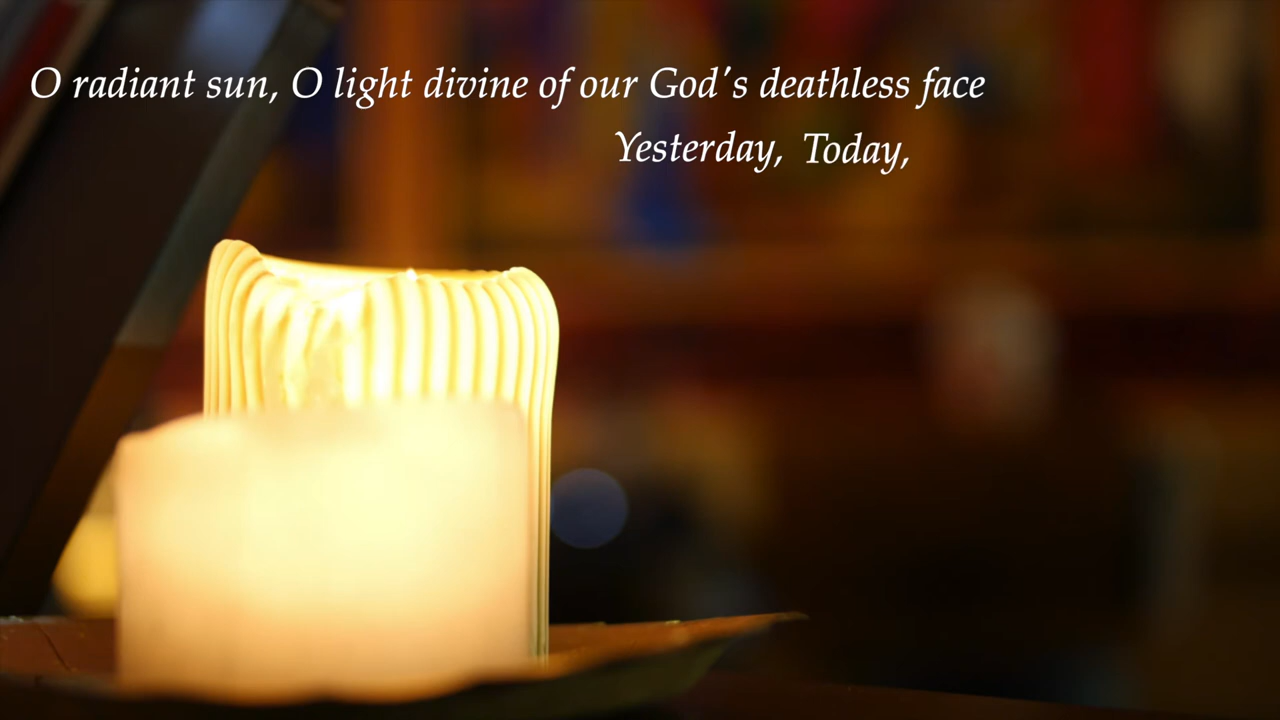 O radiant sun, O light divine of our God's deathless face
Yesterday, Today,